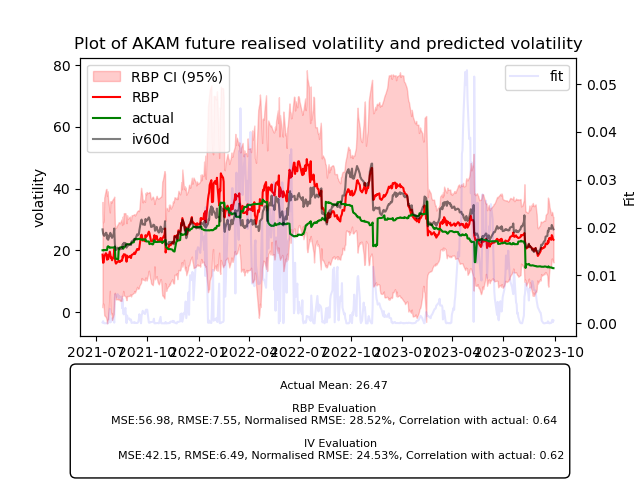 Plot of AKAM future realised volatility and predicted volatility
80
60
40
20
0
volatility
RBP CI (95%)
RBP
actual
iv60d
fit
0.05
0.04
0.03
0.02
0.01
0.00
Fit
2021-07 2021-10 2022-01 2022-04 2022-07 2022-10 2023-01 2023-04 2023-07 2023-10
Actual Mean: 26.47
RBP Evaluation
MSE:56.98, RMSE:7.55, Normalised RMSE: 28.52%, Correlation with actual: 0.64
IV Evaluation
MSE:42.15, RMSE:6.49, Normalised RMSE: 24.53%, Correlation with actual: 0.62